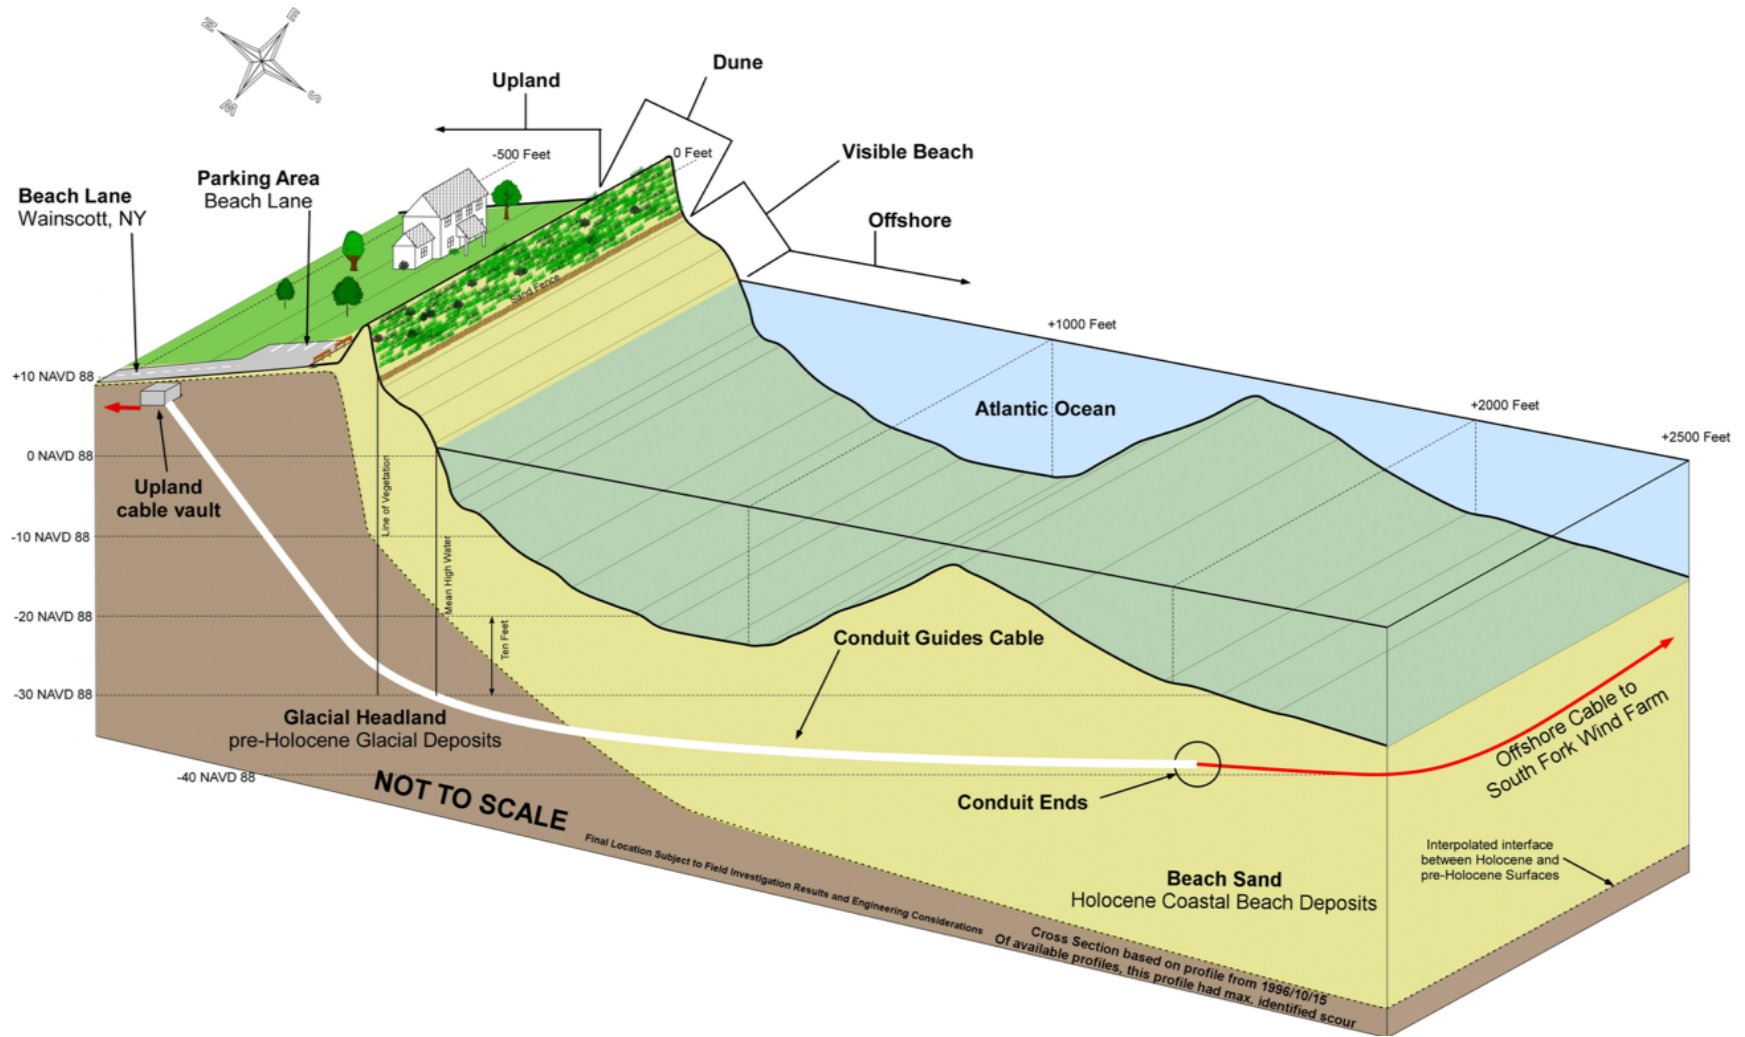 N
E
W
S
Upland
Dune
-500 Feet
0 Feet
Visible Beach
Offshore
Beach Lane
Wainscott, NY
Parking Area
Beach Lane
Sand Fence
+1000 Feet
+2000 Feet
+2500 Feet
Atlantic Ocean
+10 NAVD 88
0 NAVD 88
-10 NAVD 88
-20 NAVD 88
-30 NAVD 88
-40 NAVD 88
Upland
cable vault
Line of Vegetation
Mean High Water
Ten Feet
Conduit Guides Cable
Glacial Headland
pre-Holocene Glacial Deposits
NOT TO SCALE
Conduit Ends
Offshore Cable to
South Fork Wind Farm
Interpolated interface
between Holocene and
pre-Holocene Surfaces
Beach Sand
Holocene Coastal Beach Deposits
Final Location Subject to Field Investigation Results and Engineering Considerations
Cross Section based on profile from 1996/10/15
Of available profiles, this profile had max. identified scour